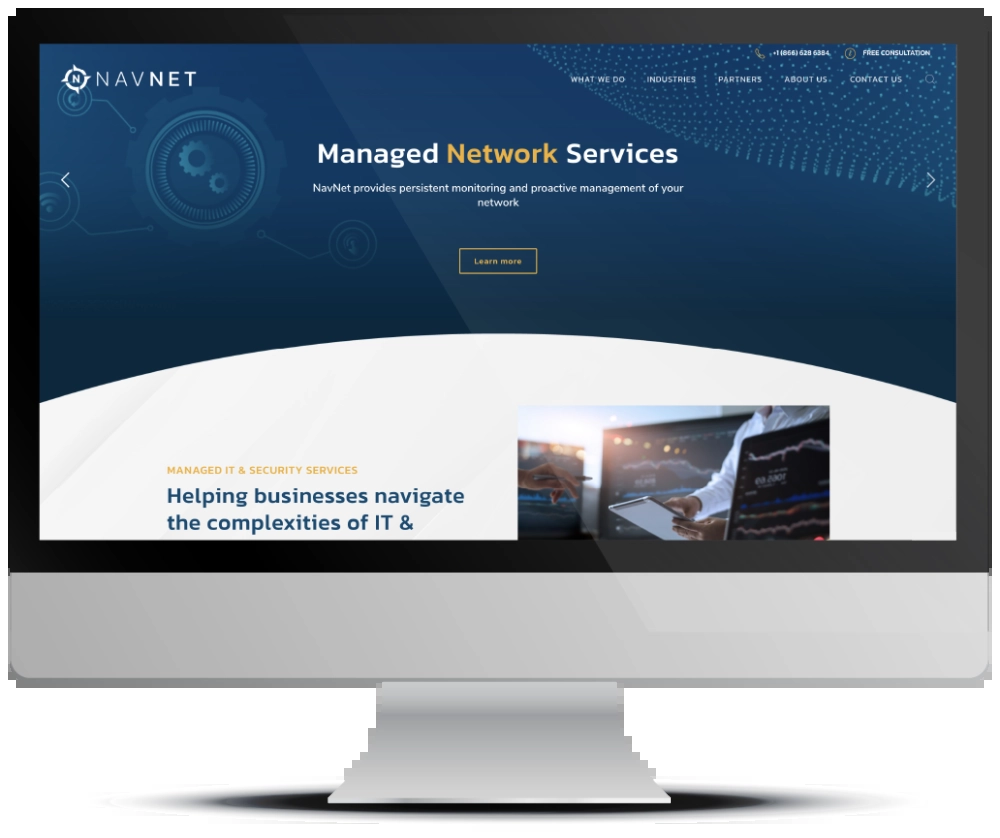 +1 (866) 628 6384
FREE CONSULTATION
NAVNET
WHAT WE DO
INDUSTRIES
PARTNERS
ABOUT US
CONTACT US
Managed Network Services
NavNet provides persistent monitoring and proactive management of your
network
Learn more
MANAGED IT & SECURITY SERVICES
Helping businesses navigate
the complexities of IT &